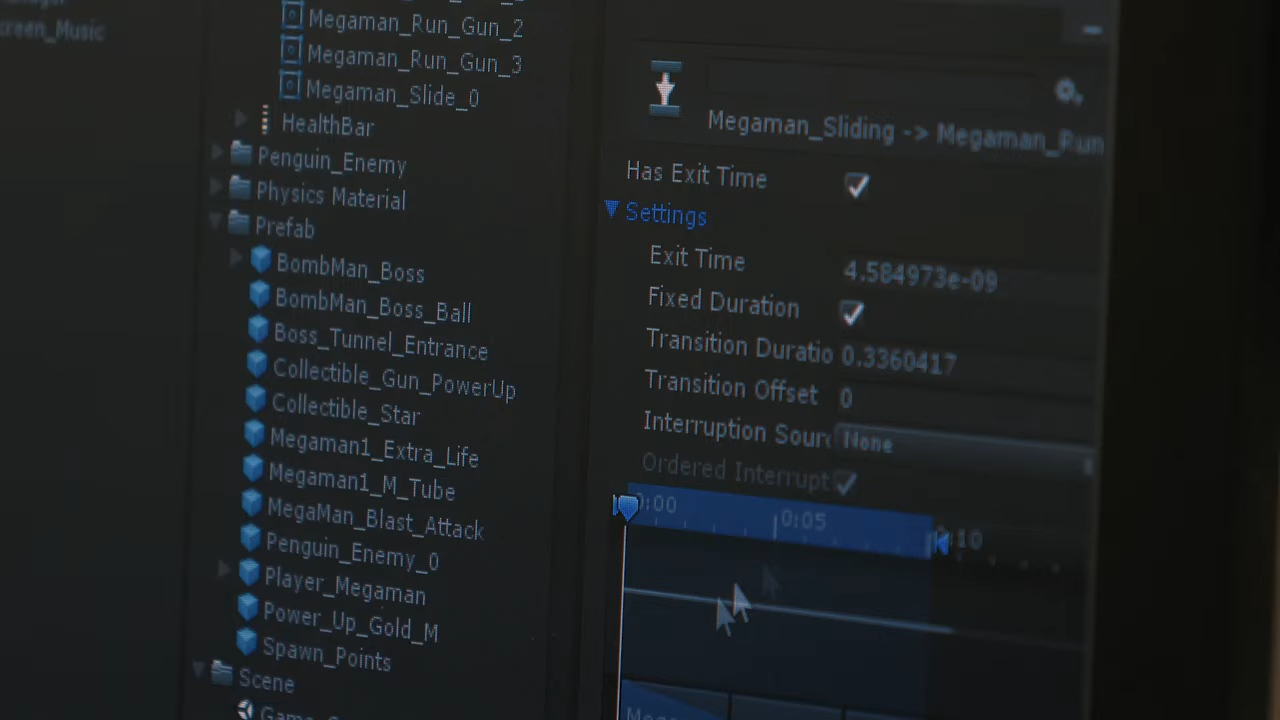 creen_Music
Megaman_Run_Gun_2
Megaman_Run_Gun_3
Megaman_Slide_0
HealthBar
Penguin_Enemy
Physics Material
Prefab
BombMan_Boss
BombMan_Boss_Ball
Boss_Tunnel_Entrance
Collectible_Gun_PowerUp
Collectible_Star
Megaman1_Extra_Life
Megaman1_M_Tube
MegaMan_Blast_Attack
Penguin_Enemy_0
Player_Megaman
Power_Up_Gold_M
Spawn_Points
Scene
Megaman_Sliding -> Megaman_Run
Has Exit Time
Settings
Exit Time 4.584973e-09
Fixed Duration
Transition Duratio 0.3360417
Transition Offset 0
Interruption Sourc None
Ordered Interrupt
0:00 0:05 0:10